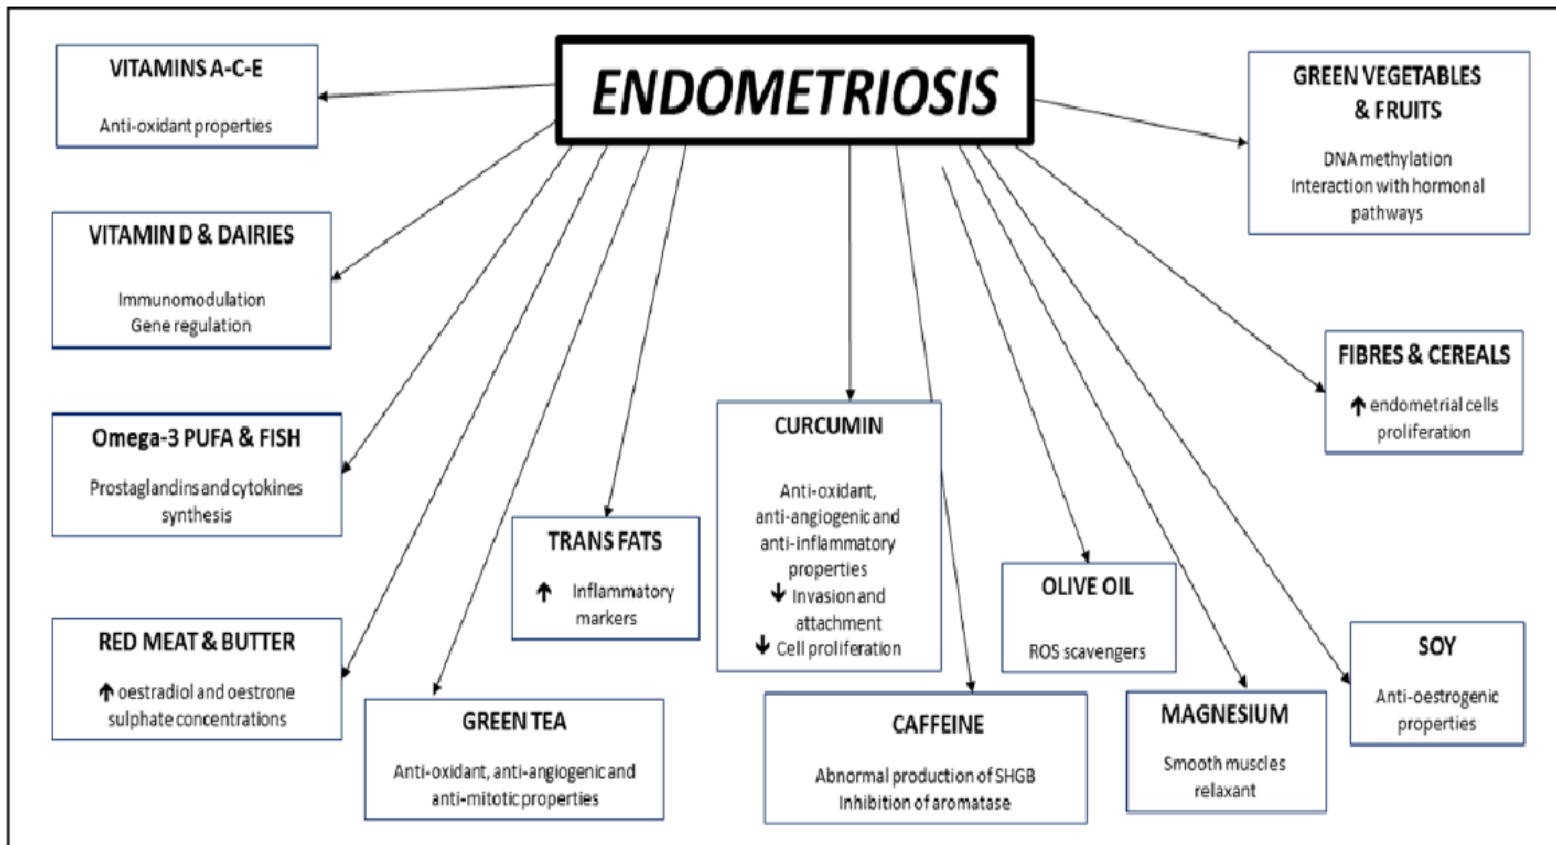 ENDOMETRIOSIS
VITAMINS A-C-E
Anti-oxidant properties
GREEN VEGETABLES
& FRUITS
DNA methylation
Interaction with hormonal
pathways
VITAMIN D & DAIRIES
Immunomodulation
Gene regulation
FIBRES & CEREALS
↑ endometrial cells
proliferation
Omega-3 PUFA & FISH
Prostaglandins and cytokines
synthesis
CURCUMIN
Anti-oxidant,
anti-angiogenic and
anti-inflammatory
properties
↓ Invasion and
attachment
↓ Cell proliferation
TRANS FATS
↑ Inflammatory
markers
OLIVE OIL
ROS scavengers
RED MEAT & BUTTER
↑ oestradiol and oestrone
sulphate concentrations
SOY
Anti-oestrogenic
properties
GREEN TEA
Anti-oxidant, anti-angiogenic and
anti-mitotic properties
CAFFEINE
Abnormal production of SHGB
Inhibition of aromatase
MAGNESIUM
Smooth muscles
relaxant